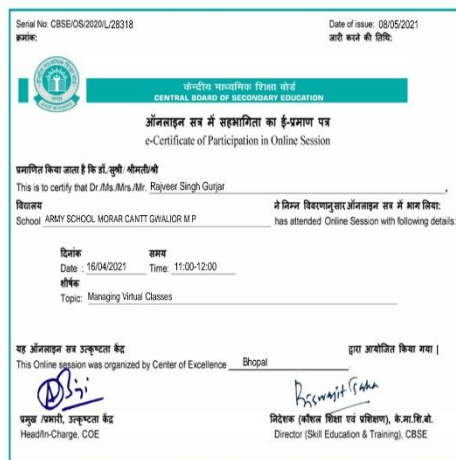 Serial No: CBSE/OS/2020/L/28318
Date of issue: 08/05/2021
क्रमांक:
जारी करने की तिथि:
केन्द्रीय माध्यमिक शिक्षा बोर्ड
CENTRAL BOARD OF SECONDARY EDUCATION
ऑनलाइन सत्र में सहभागिता का ई-प्रमाण पत्र
e-Certificate of Participation in Online Session
प्रमाणित किया जाता है कि डॉ./सुश्री/ श्रीमती/श्री
This is to certify that Dr./Ms./Mrs./Mr. Rajveer Singh Gurjar,
विद्यालय
ने निम्न विवरणानुसार ऑनलाइन सत्र में भाग लिया:
School ARMY SCHOOL MORAR CANTT GWALIOR M P has attended Online Session with following details:
दिनांक समय
Date : 16/04/2021 Time: 11:00-12:00
शीर्षक
Topic: Managing Virtual Classes
यह ऑनलाइन सत्र उत्कृष्टता केंद्र द्वारा आयोजित किया गया |
This Online session was organized by Center of Excellence Bhopal
Biswajit Saha
प्रमुख /प्रभारी, उत्कृष्टता केंद्र
निदेशक (कौशल शिक्षा एवं प्रशिक्षण), के.मा.शि.बो.
Head/In-Charge, COE
Director (Skill Education & Training), CBSE